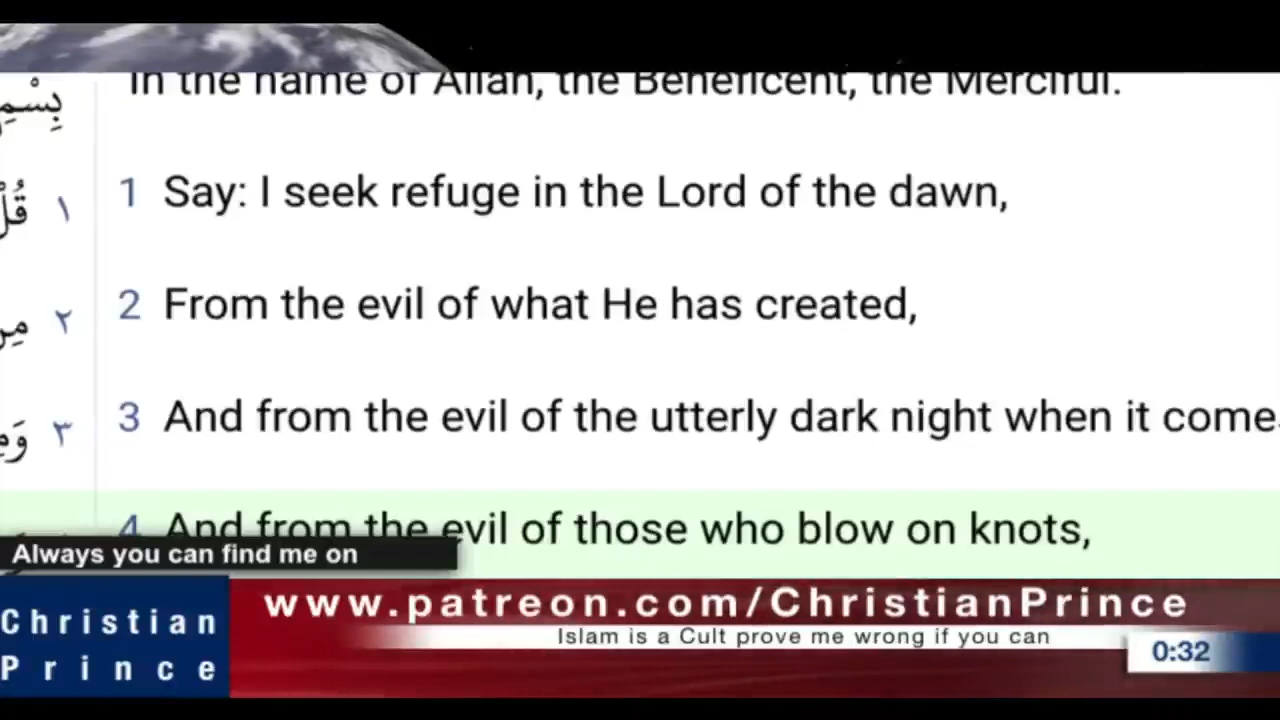 In the name of Allah, the Beneficent, the Merciful.
١
1 Say: I seek refuge in the Lord of the dawn,
٢
2 From the evil of what He has created,
٣
3 And from the evil of the utterly dark night when it
4 And from the evil of those who blow on knots,
Always you can find me on
Christian
Prince
www.patreon.com/ChristianPrince
Islam is a Cult prove me wrong if you can
0:32